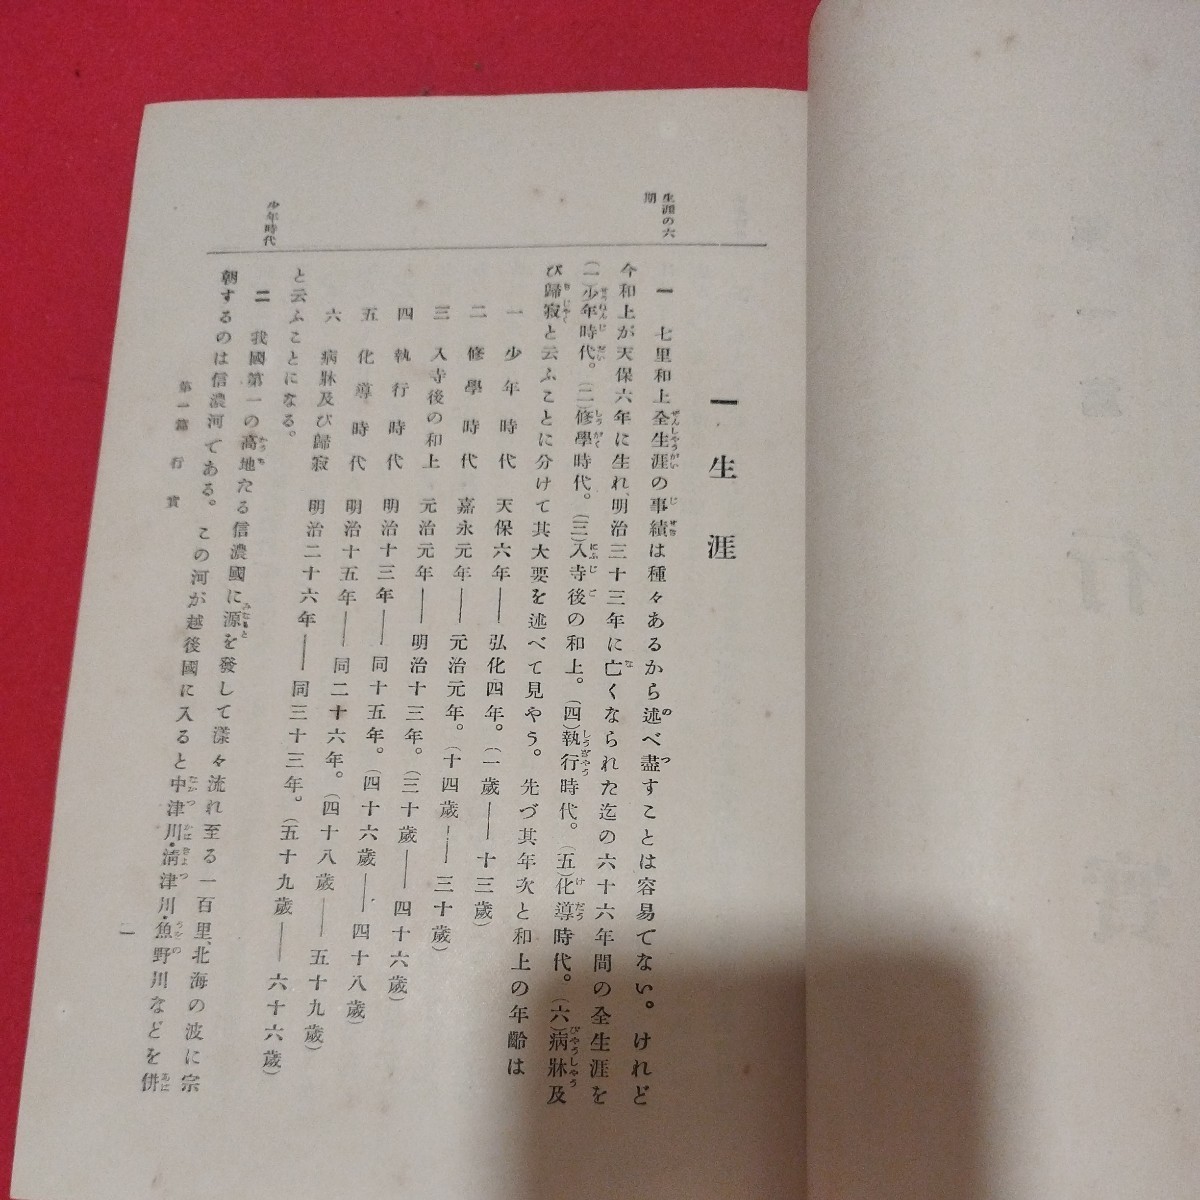 生涯の六
期
少年時代
一 生涯
一 七里和上全生涯の事績は種々あるから述べ盡すことは容易でない。けれど
今和上が天保六年に生れ、明治三十三年に亡くなられた迄の六十六年間の全生涯を
(一)少年時代。(二)修學時代。(三)入寺後の和上。(四)執行時代。(五)化導時代。(六)病牀及
び歸寂と云ふことに分けて其大要を述べて見やう。先づ其年次と和上の年齡は
一 少年時代 天保六年――弘化四年。(一歲――十三歲)
二 修學時代 嘉永元年――元治元年。(十四歲――三十歲)
三 入寺後の和上 元治元年――明治十三年。(三十歲――四十六歲)
四 執行時代 明治十三年――同十五年。(四十六歲――四十八歲)
五 化導時代 明治十五年――同二十六年。(四十八歲――五十九歲)
六 病牀及び歸寂 明治二十六年――同三十三年。(五十九歲――六十六歲)
と云ふことになる。
二 我國第一の高地たる信濃國に源を發して漾々流れ至る一百里、北海の波に宗
朝するのは信濃河である。この河が越後國に入ると中津川・淸津川・魚野川などを併
第一篇 行實
一